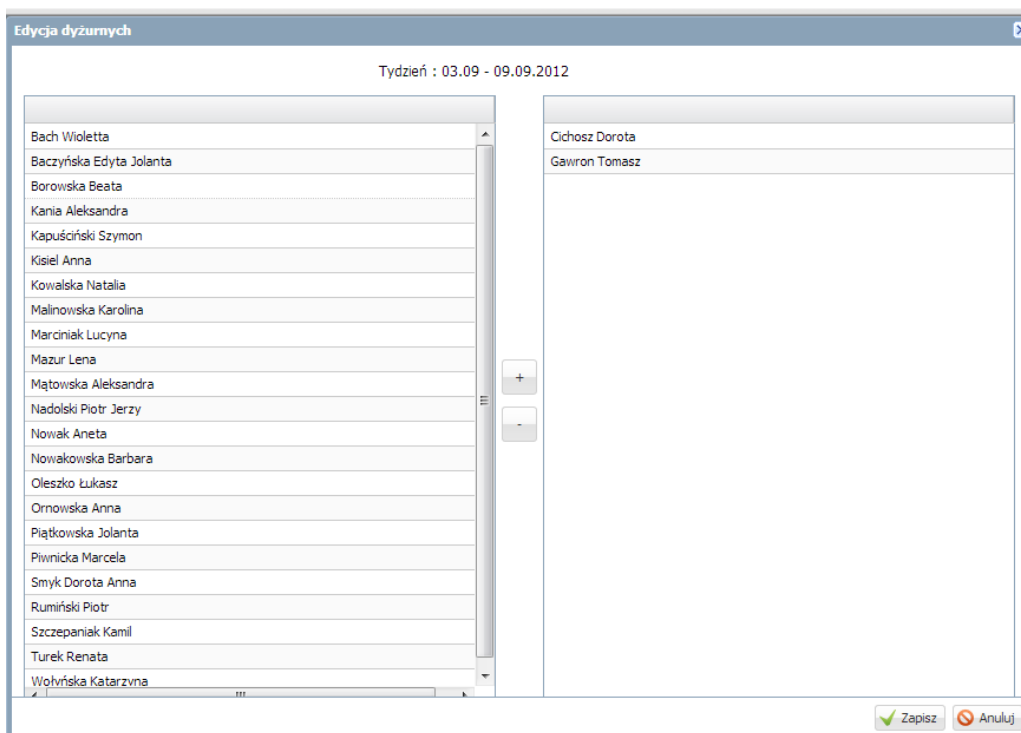 Edycja dyżurnych
Tydzień : 03.09 - 09.09.2012
Bach Wioletta
Baczyńska Edyta Jolanta
Borowska Beata
Kania Aleksandra
Kapuściński Szymon
Kisiel Anna
Kowalska Natalia
Malinowska Karolina
Marciniak Lucyna
Mazur Lena
Mątowska Aleksandra
Nadolski Piotr Jerzy
Nowak Aneta
Nowakowska Barbara
Oleszko Łukasz
Ornowska Anna
Piątkowska Jolanta
Piwnicka Marcela
Smyk Dorota Anna
Rumiński Piotr
Szczepaniak Kamil
Turek Renata
Wołyńska Katarzyna
+
-
Cichosz Dorota
Gawron Tomasz
Zapisz
Anuluj